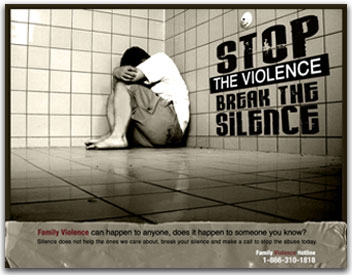 STOP
THE VIOLENCE
BREAK THE
SILENCE
Family Violence can happen to anyone, does it happen to someone you know?
Silence does not help the ones we care about, break your silence and make a call to stop the abuse today.
Family Violence Hotline
1-866-310-1818